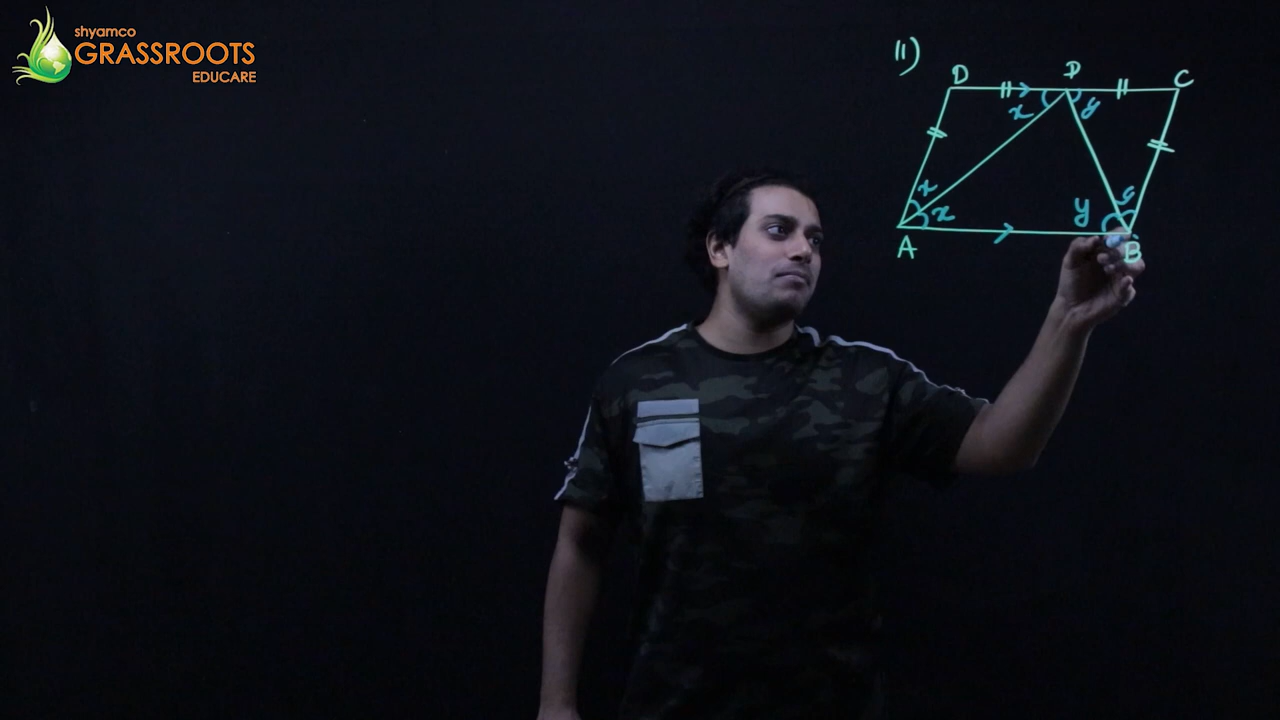 shyamco
GRASSROOTS
EDUCARE
11)
D P C
x y
x x y y
A B